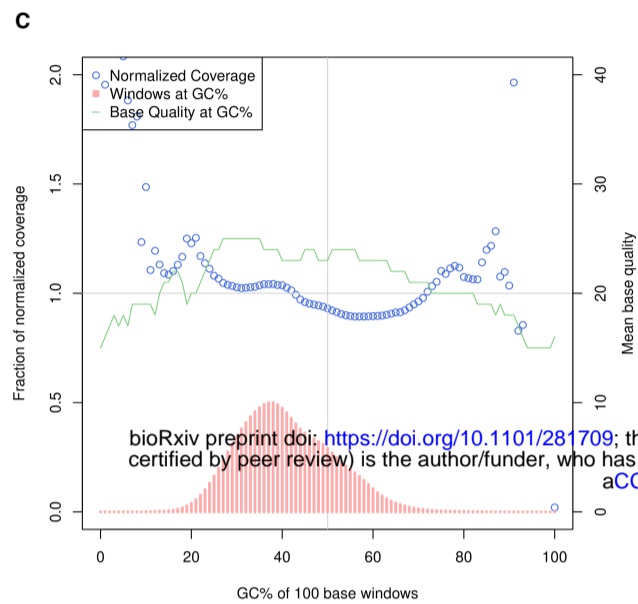 C
Normalized Coverage
Windows at GC%
Base Quality at GC%
Fraction of normalized coverage
0.0 0.5 1.0 1.5 2.0
Mean base quality
0 10 20 30 40
bioRxiv preprint doi: https://doi.org/10.1101/281709; th
certified by peer review) is the author/funder, who has
aCC
0 20 40 60 80 100
GC% of 100 base windows